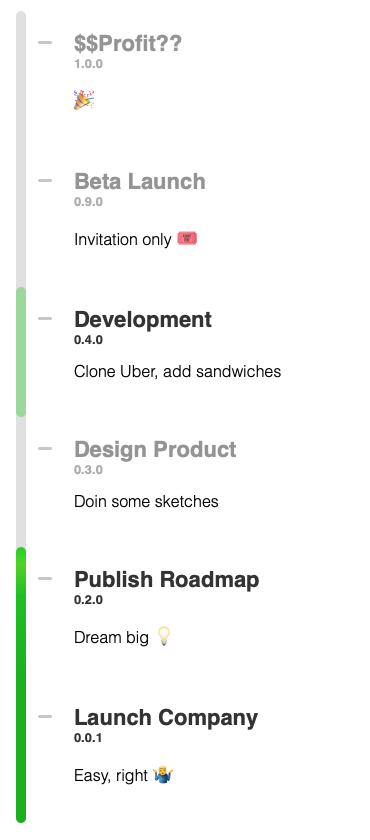 $$Profit??
1.0.0
🎉
Beta Launch
0.9.0
Invitation only 🎟️
Development
0.4.0
Clone Uber, add sandwiches
Design Product
0.3.0
Doin some sketches
Publish Roadmap
0.2.0
Dream big 💡
Launch Company
0.0.1
Easy, right 🤷‍♂️